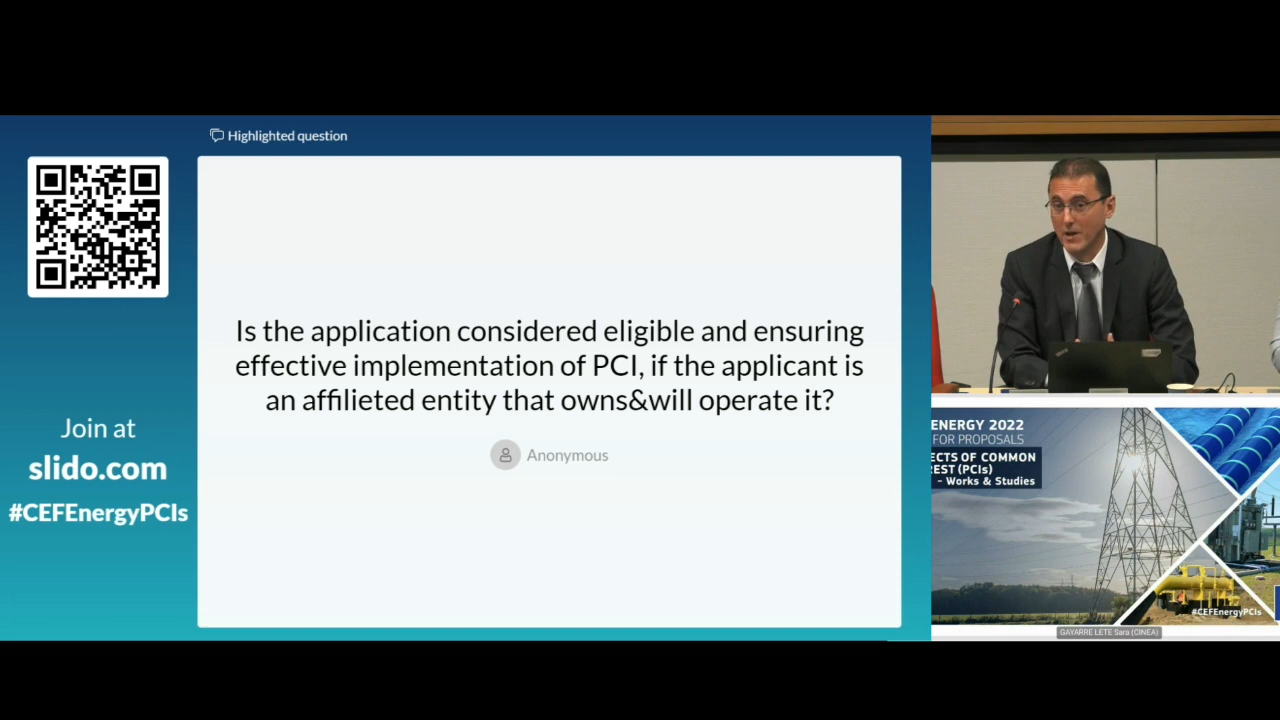 Highlighted question
Is the application considered eligible and ensuring
effective implementation of PCI, if the applicant is
an affilieted entity that owns&will operate it?
Anonymous
Join at
slido.com
#CEFEnergyPCIs
ENERGY 2022
FOR PROPOSALS
ECTS OF COMMON
REST (PCIs)
- Works & Studies
#CEFEnergyPCIs
GAYARRE LETE Sara (CINEA)